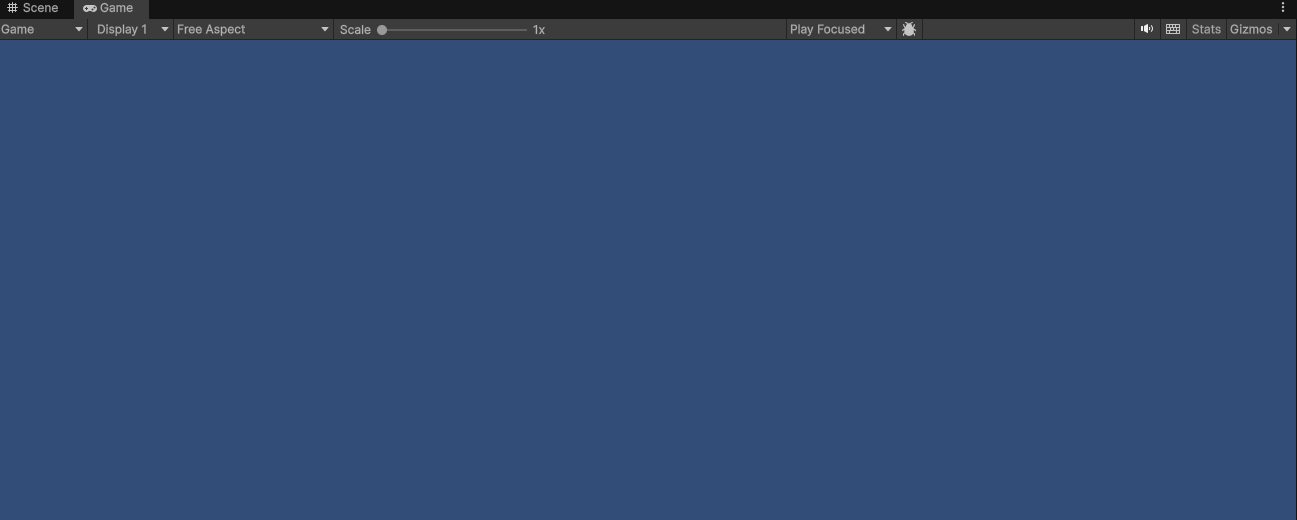 Scene Game
Game Display 1 Free Aspect Scale 1x Play Focused Stats Gizmos